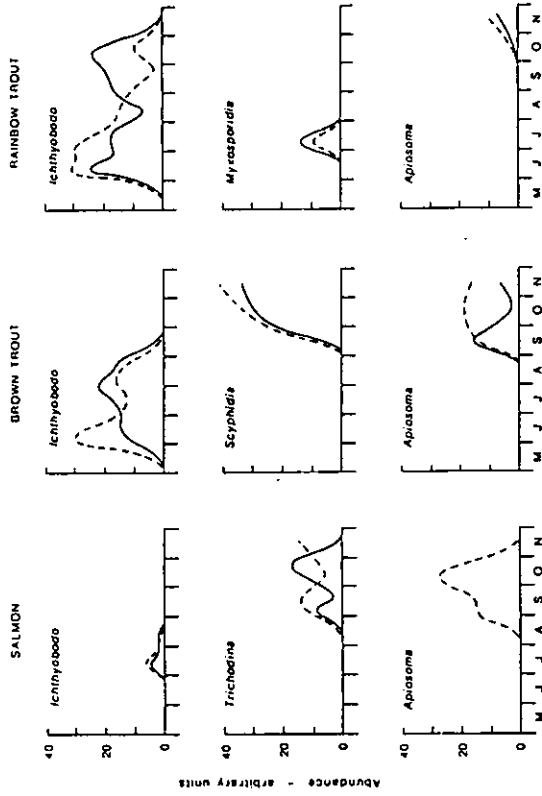 SALMON BROWN TROUT RAINBOW TROUT
Abundance - arbitrary units
40 Ichthyobodo Ichthyobodo Ichthyobodo
20
0
40 Trichodina Scyphidia Myxosporidia
20
0
40 Apiosoma Apiosoma Apiosoma
20
0
M J J A S O N M J J A S O N M J J A S O N